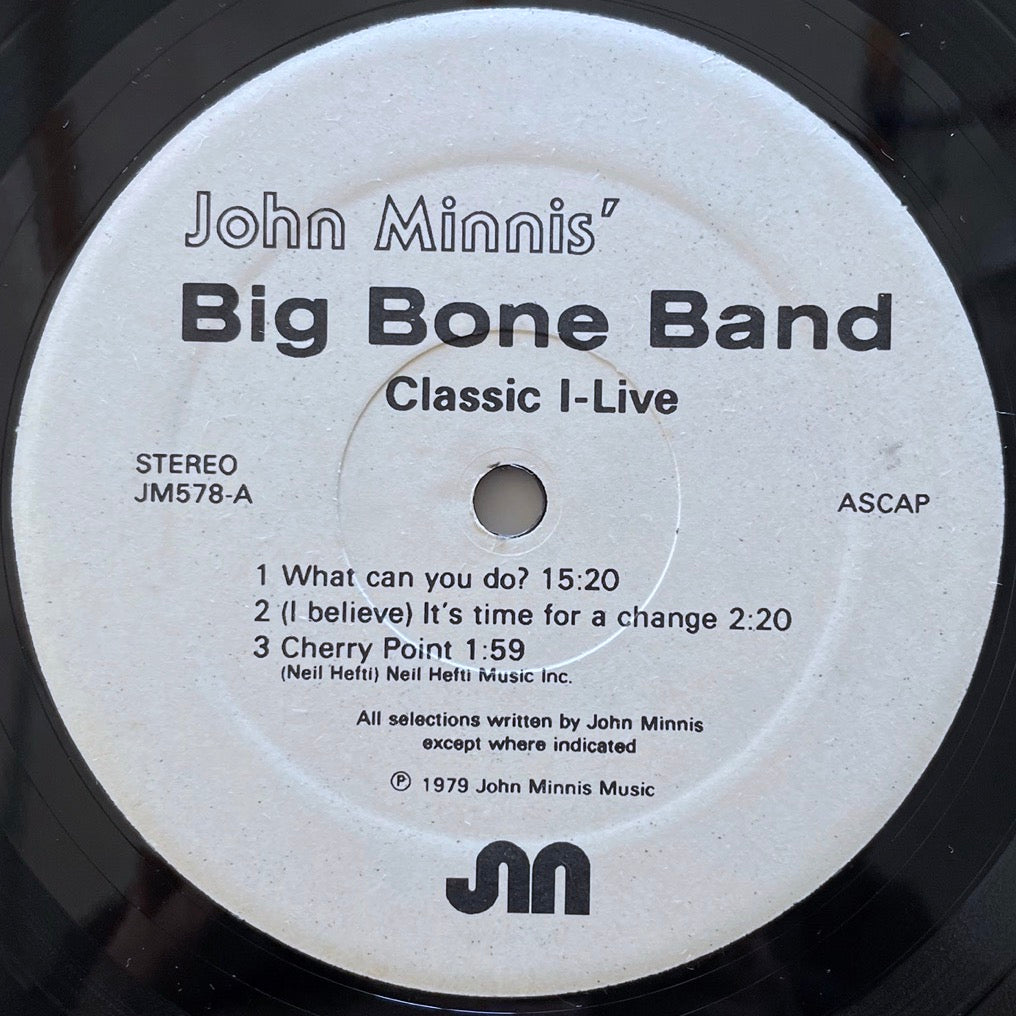 John Minnis'
Big Bone Band
Classic I-Live
STEREO
JM578-A
ASCAP
1 What can you do? 15:20
2 (I believe) It's time for a change 2:20
3 Cherry Point 1:59
(Neil Hefti) Neil Hefti Music Inc.
All selections written by John Minnis
except where indicated
℗ 1979 John Minnis Music
JM